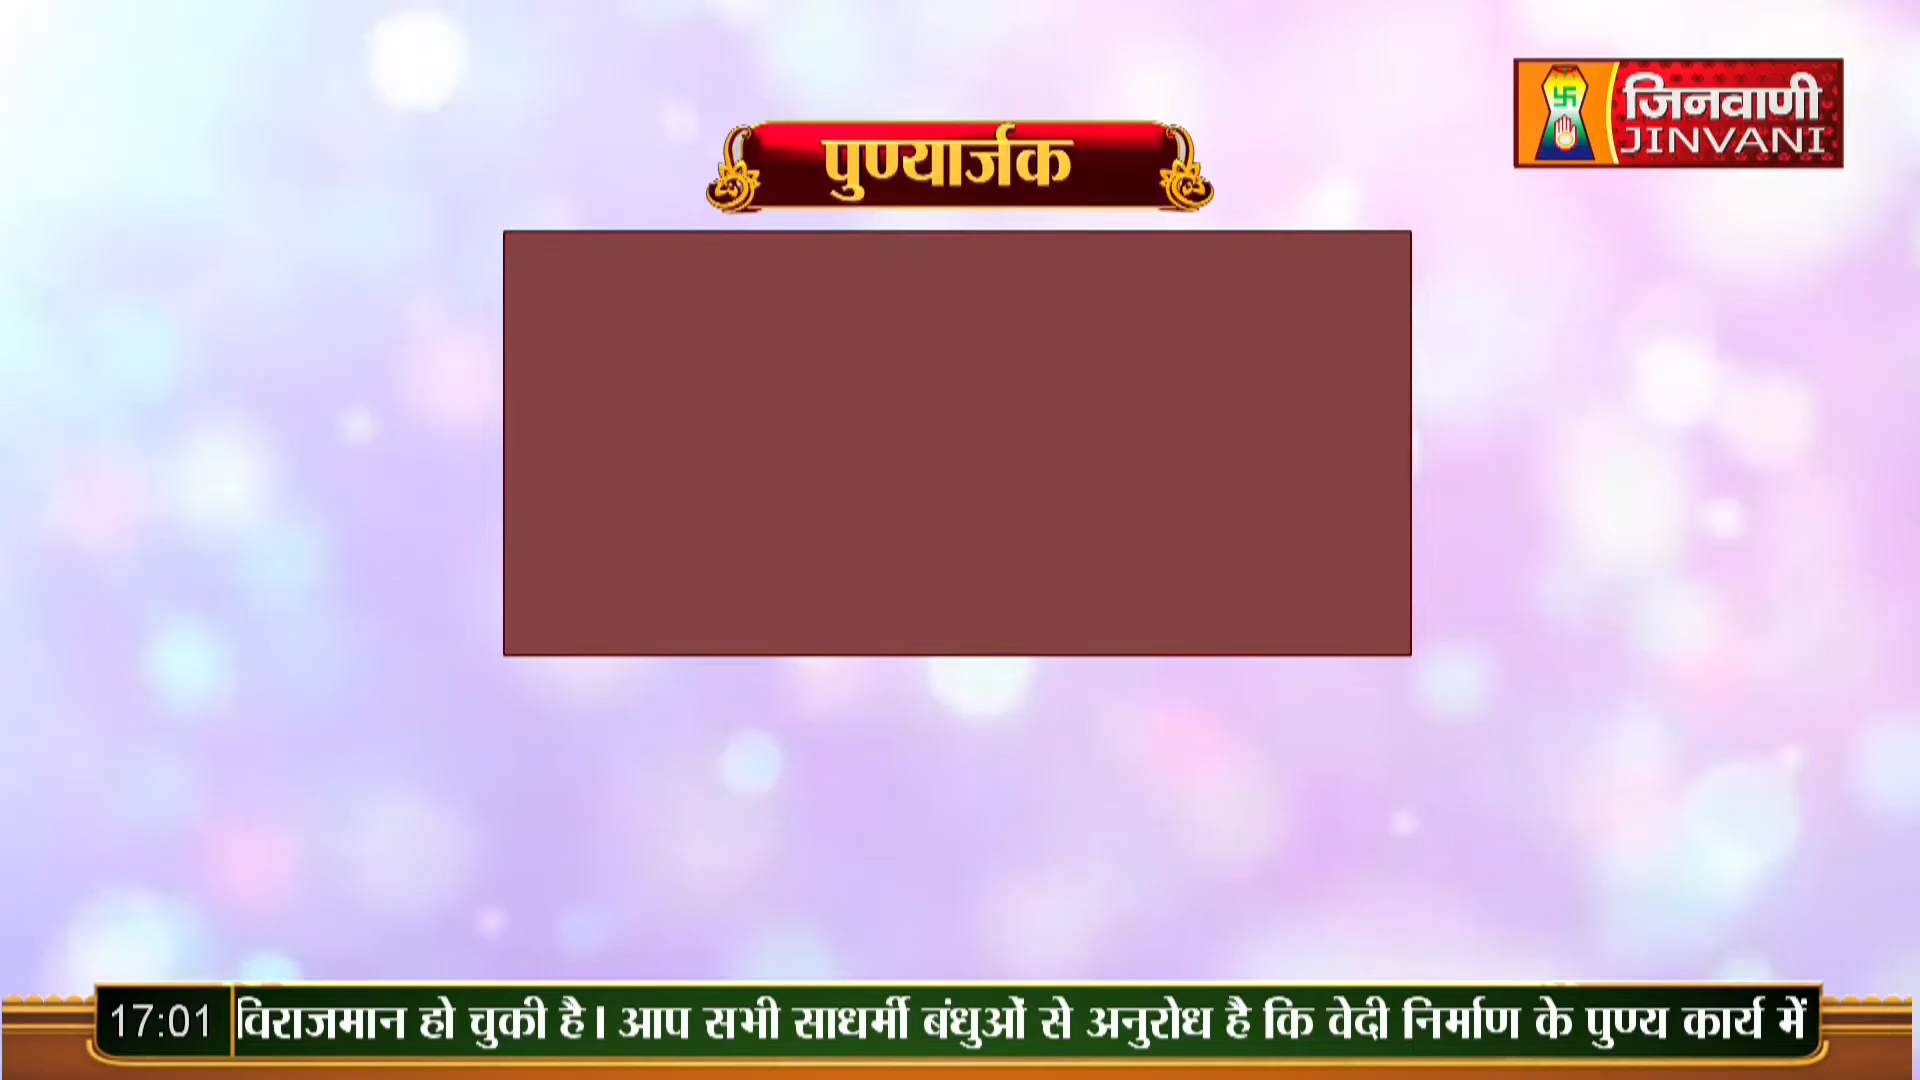 जिनवाणी
JINVANI
पुण्यार्जक
17:01 विराजमान हो चुकी है। आप सभी साधर्मी बंधुओं से अनुरोध है कि वेदी निर्माण के पुण्य कार्य में